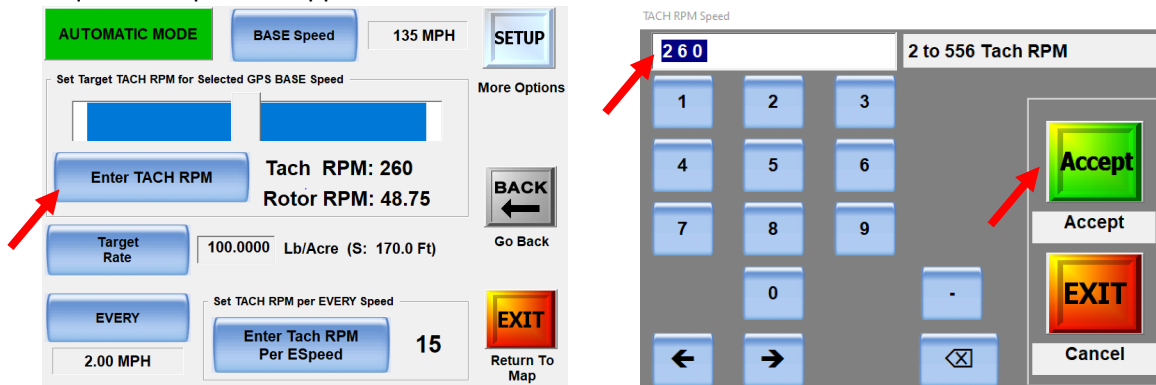 AUTOMATIC MODE
BASE Speed
135 MPH
SETUP
More Options
Set Target TACH RPM for Selected GPS BASE Speed
Enter TACH RPM
Tach RPM: 260
Rotor RPM: 48.75
BACK
Go Back
Target
Rate
100.0000 Lb/Acre (S: 170.0 Ft)
EVERY
2.00 MPH
Set TACH RPM per EVERY Speed
Enter Tach RPM
Per ESpeed
15
EXIT
Return To
Map
TACH RPM Speed
260
2 to 556 Tach RPM
1 2 3
4 5 6
7 8 9
0 -
Accept
Accept
EXIT
Cancel